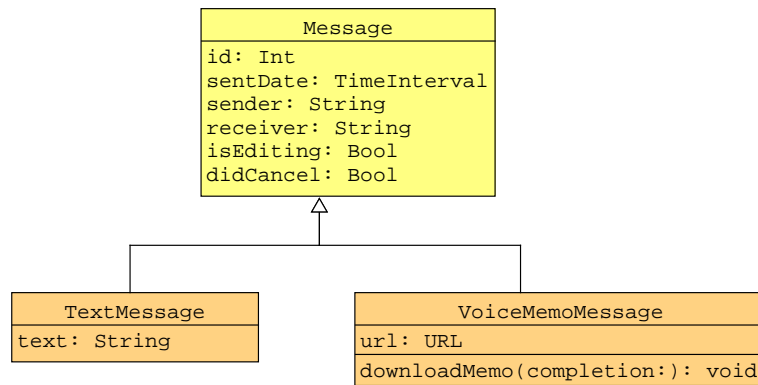 Message
id: Int
sentDate: TimeInterval
sender: String
receiver: String
isEditing: Bool
didCancel: Bool
TextMessage
text: String
VoiceMemoMessage
url: URL
downloadMemo(completion:): void